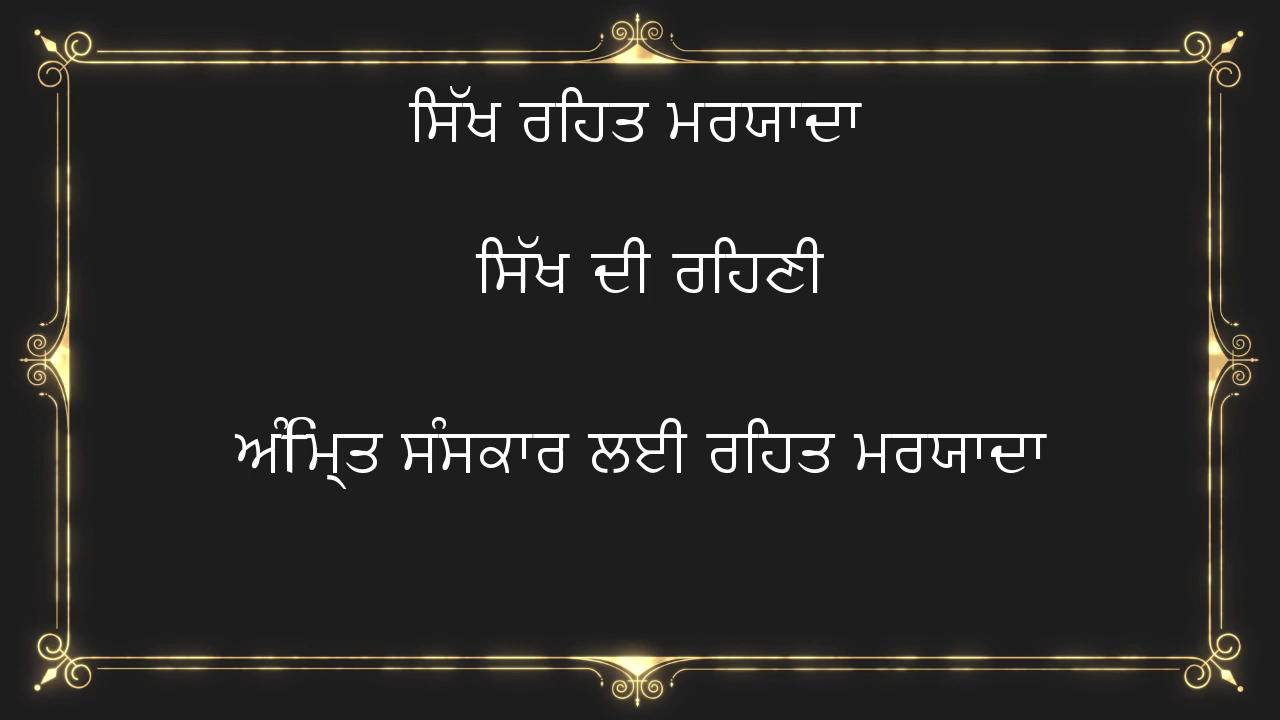 ਸਿੱਖ ਰਹਿਤ ਮਰਯਾਦਾ
ਸਿੱਖ ਦੀ ਰਹਿਣੀ
ਅੰਮ੍ਰਿਤ ਸੰਸਕਾਰ ਲਈ ਰਹਿਤ ਮਰਯਾਦਾ